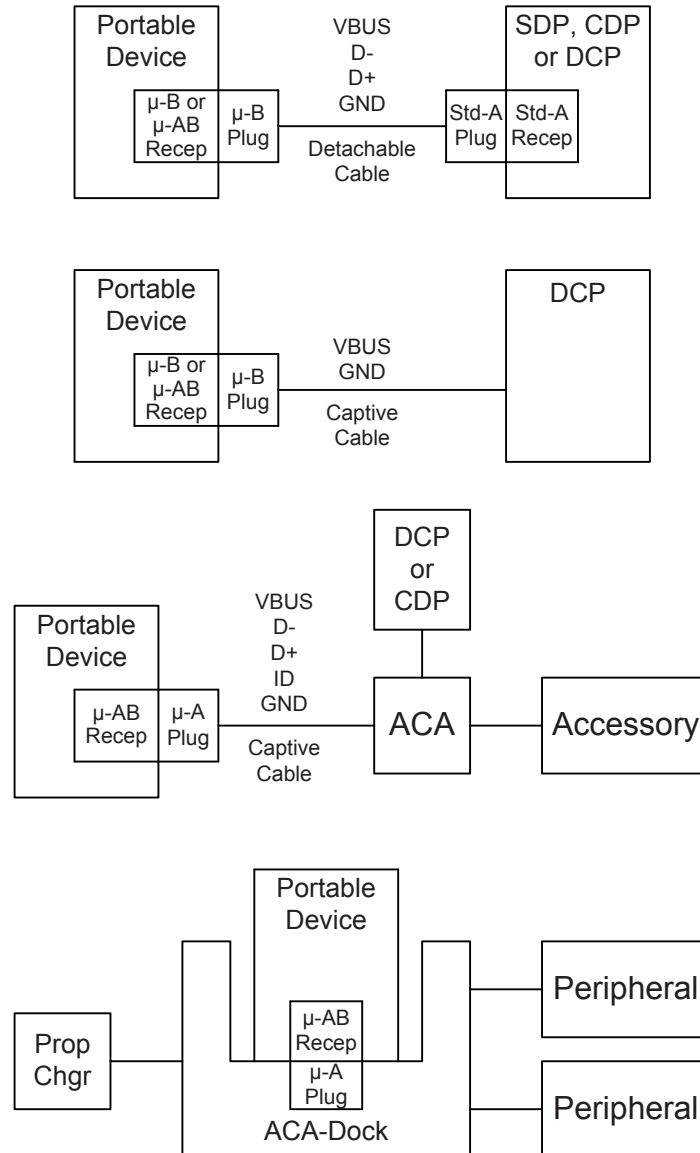 Portable
Device
VBUS
D-
D+
GND
SDP, CDP
or DCP
µ-B or
µ-AB
Recep
µ-B
Plug
Detachable
Cable
Std-A
Plug
Std-A
Recep
Portable
Device
VBUS
GND
DCP
µ-B or
µ-AB
Recep
µ-B
Plug
Captive
Cable
DCP
or
CDP
Portable
Device
VBUS
D-
D+
ID
GND
µ-AB
Recep
µ-A
Plug
Captive
Cable
ACA
Accessory
Portable
Device
Prop
Chgr
µ-AB
Recep
µ-A
Plug
ACA-Dock
Peripheral
Peripheral